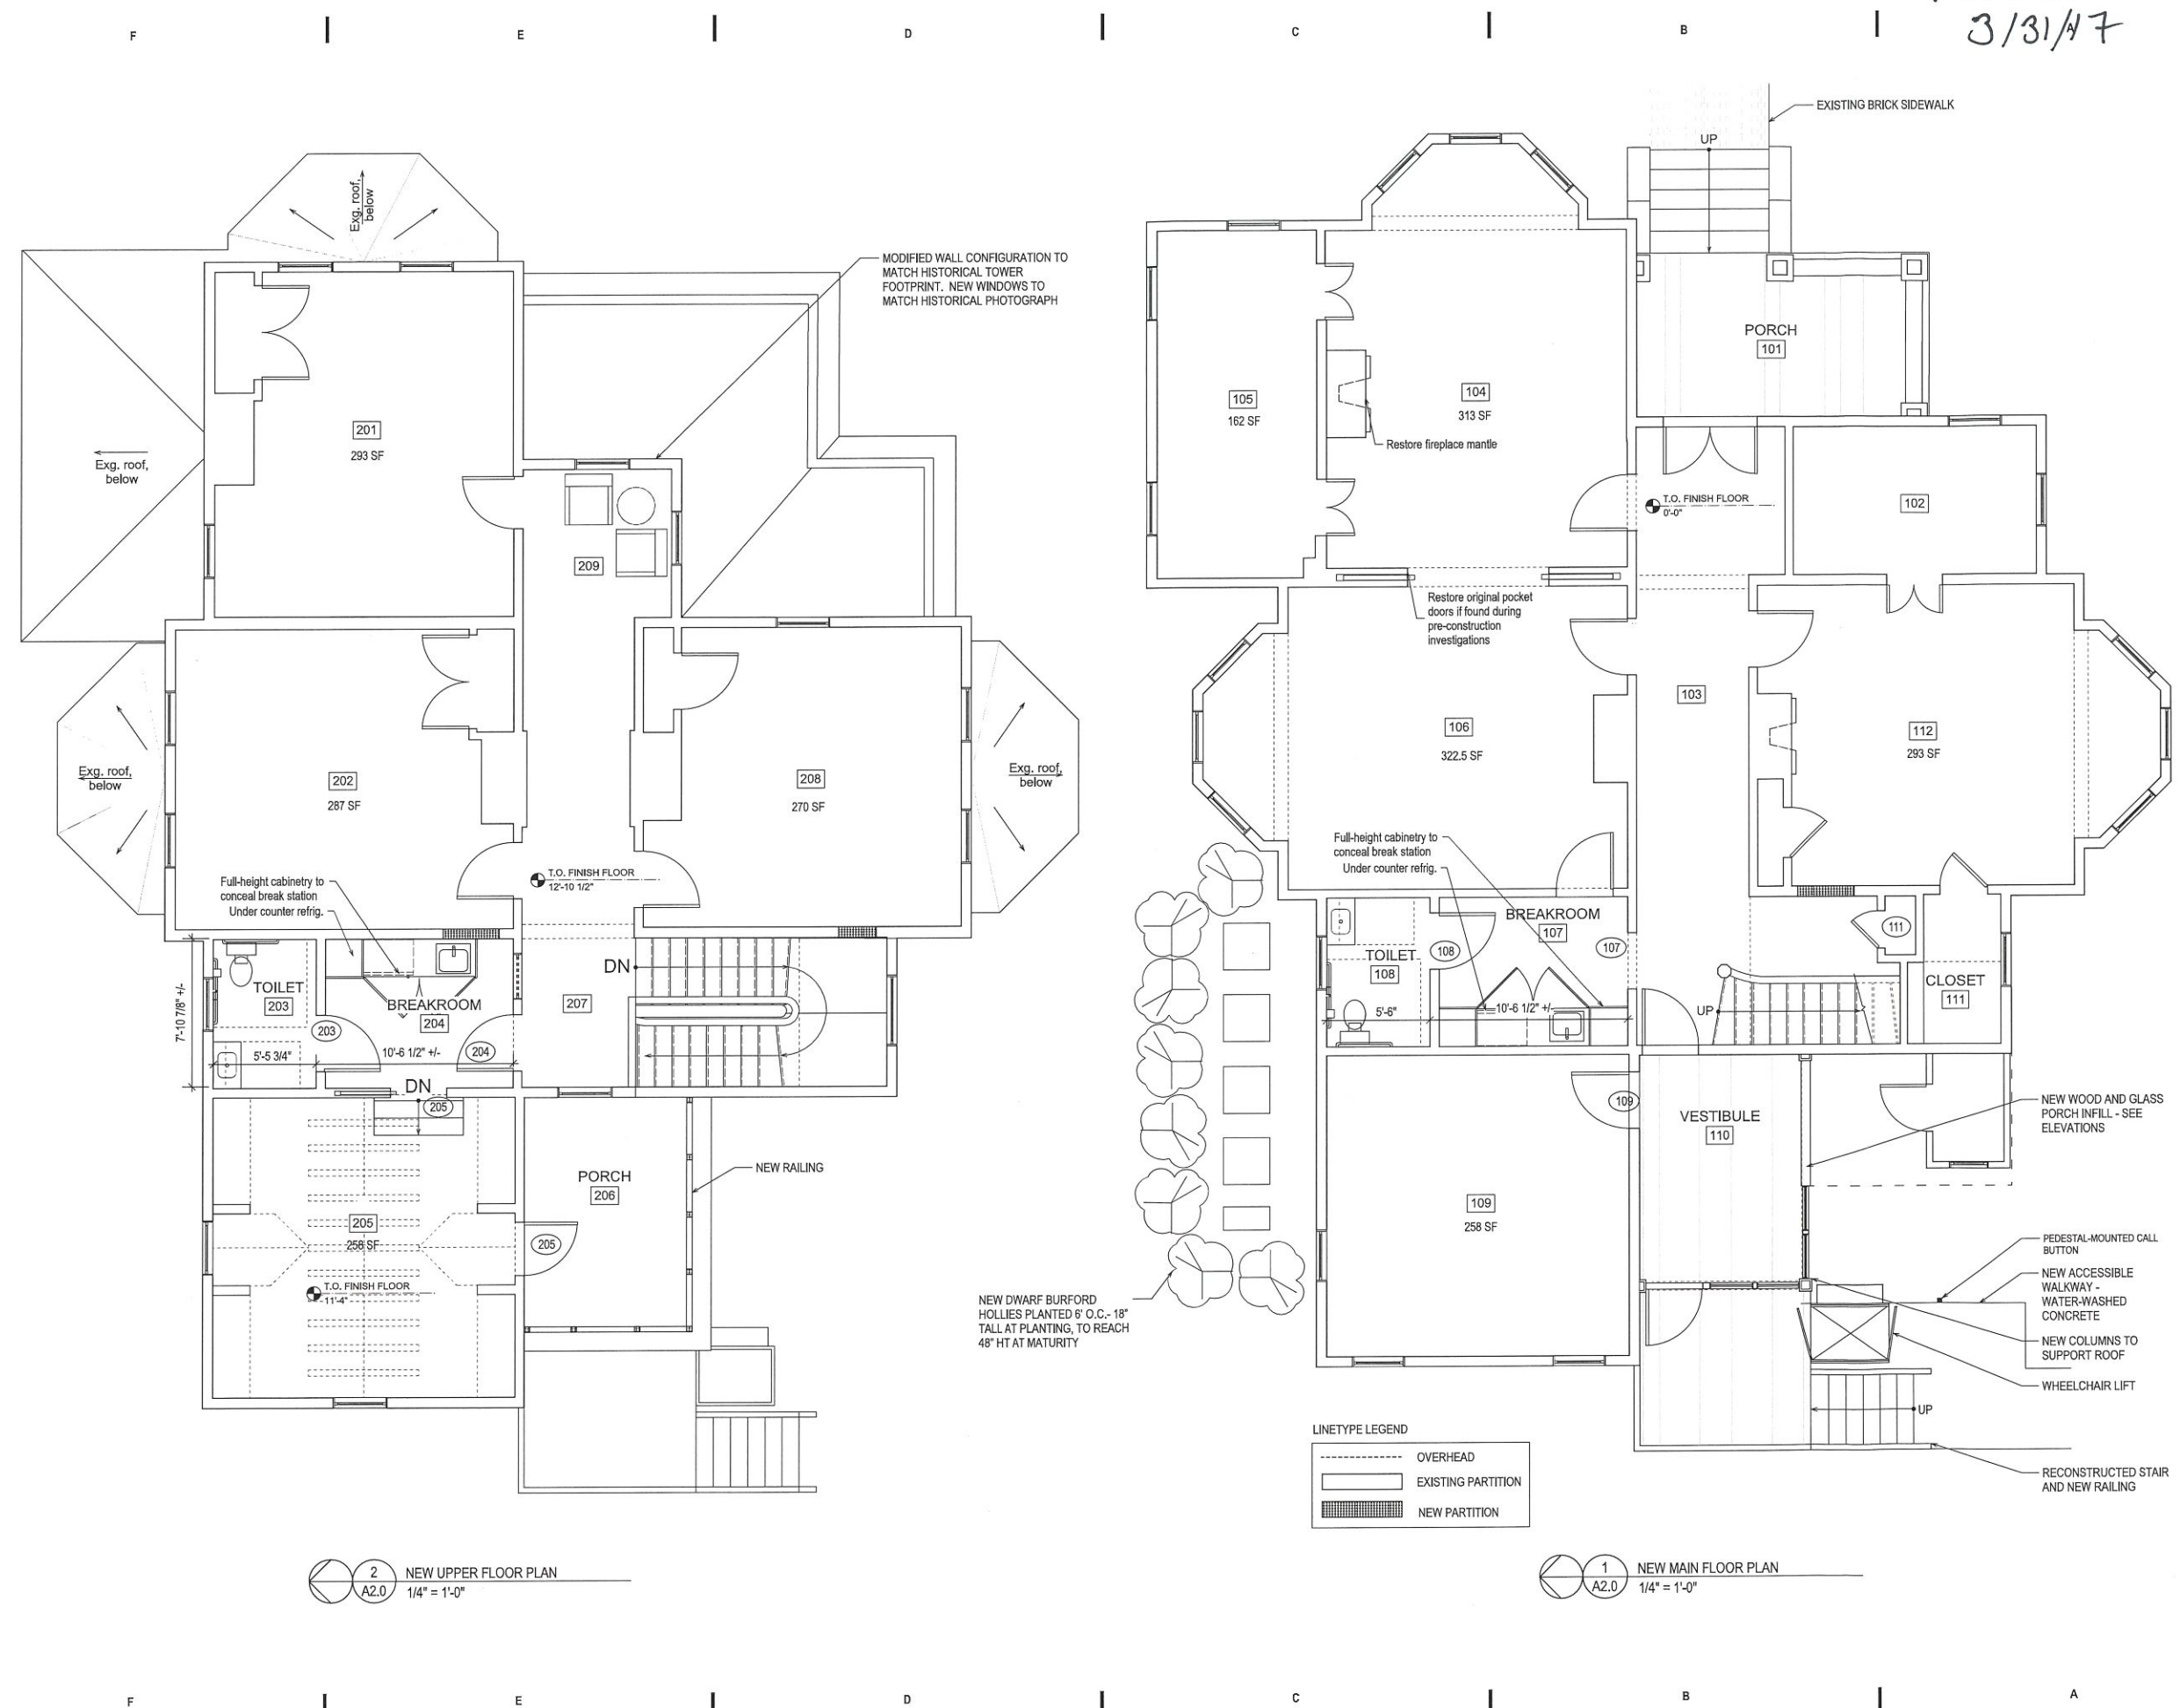 F E D C B A
3/31/17
EXISTING BRICK SIDEWALK
UP
Exg. roof,
below
MODIFIED WALL CONFIGURATION TO
MATCH HISTORICAL TOWER
FOOTPRINT. NEW WINDOWS TO
MATCH HISTORICAL PHOTOGRAPH
PORCH
101
201
293 SF
Exg. roof,
below
105
162 SF
104
313 SF
Restore fireplace mantle
T.O. FINISH FLOOR
0'-0"
102
209
Restore original pocket
doors if found during
pre-construction
investigations
103
202
287 SF
Exg. roof,
below
208
270 SF
Exg. roof,
below
106
322.5 SF
112
293 SF
Full-height cabinetry to
conceal break station
Under counter refrig.
T.O. FINISH FLOOR
12'-10 1/2"
Full-height cabinetry to
conceal break station
Under counter refrig.
7'-10 7/8" +/-
TOILET
203
203
BREAKROOM
204
204
5'-5 3/4"
10'-6 1/2" +/-
DN
207
DN
205
TOILET
108
108
BREAKROOM
107
107
5'-6"
10'-6 1/2" +/-
111
CLOSET
111
UP
109
VESTIBULE
110
NEW WOOD AND GLASS
PORCH INFILL - SEE
ELEVATIONS
PORCH
206
NEW RAILING
205
258 SF
205
T.O. FINISH FLOOR
11'-4"
109
258 SF
NEW DWARF BURFORD
HOLLIES PLANTED 6' O.C.- 18"
TALL AT PLANTING, TO REACH
48" HT AT MATURITY
PEDESTAL-MOUNTED CALL
BUTTON
NEW ACCESSIBLE
WALKWAY -
WATER-WASHED
CONCRETE
NEW COLUMNS TO
SUPPORT ROOF
WHEELCHAIR LIFT
UP
RECONSTRUCTED STAIR
AND NEW RAILING
LINETYPE LEGEND
OVERHEAD
EXISTING PARTITION
NEW PARTITION
2
A2.0
NEW UPPER FLOOR PLAN
1/4" = 1'-0"
1
A2.0
NEW MAIN FLOOR PLAN
1/4" = 1'-0"
F E D C B A